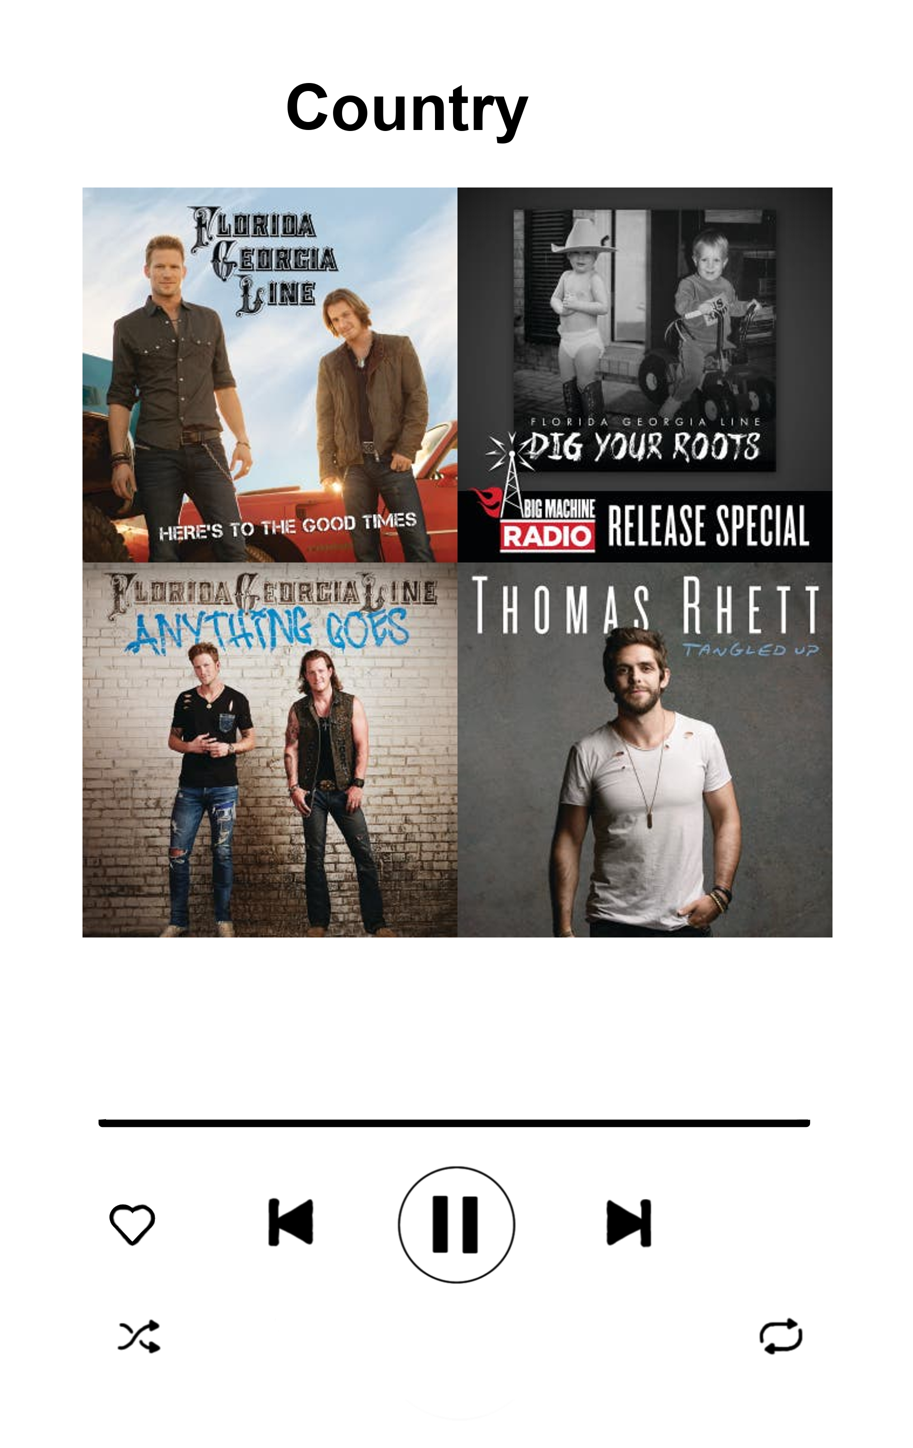 Country
FLORIDA
GEORGIA
LINE
HERE'S TO THE GOOD TIMES
FLORIDA GEORGIA LINE
DIG YOUR ROOTS
BIG MACHINE
RADIO
RELEASE SPECIAL
FLORIDA GEORGIA LINE
ANYTHING GOES
THOMAS RHETT
TANGLED UP